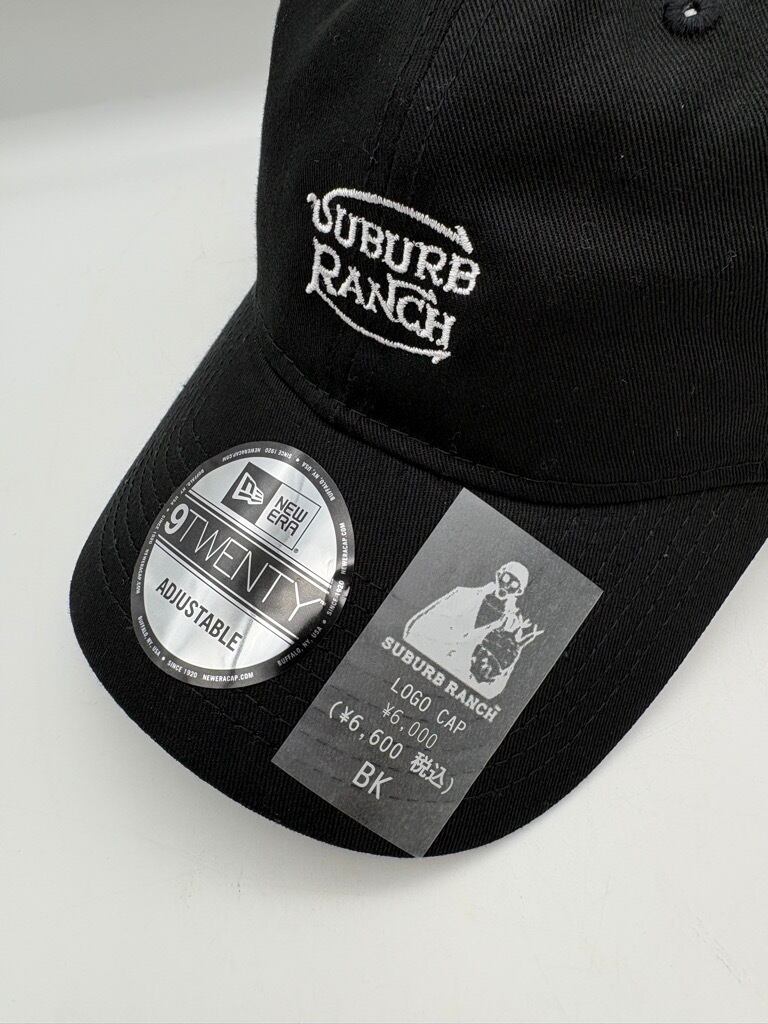 SUBURB
RANCH
NEW
ERA
9TWENTY
ADJUSTABLE
BUFFALO, NY, USA • SINCE 1920 NEWERACAP.COM
SUBURB RANCH
LOGO CAP
¥6,000
(¥6,600 税込)
BK